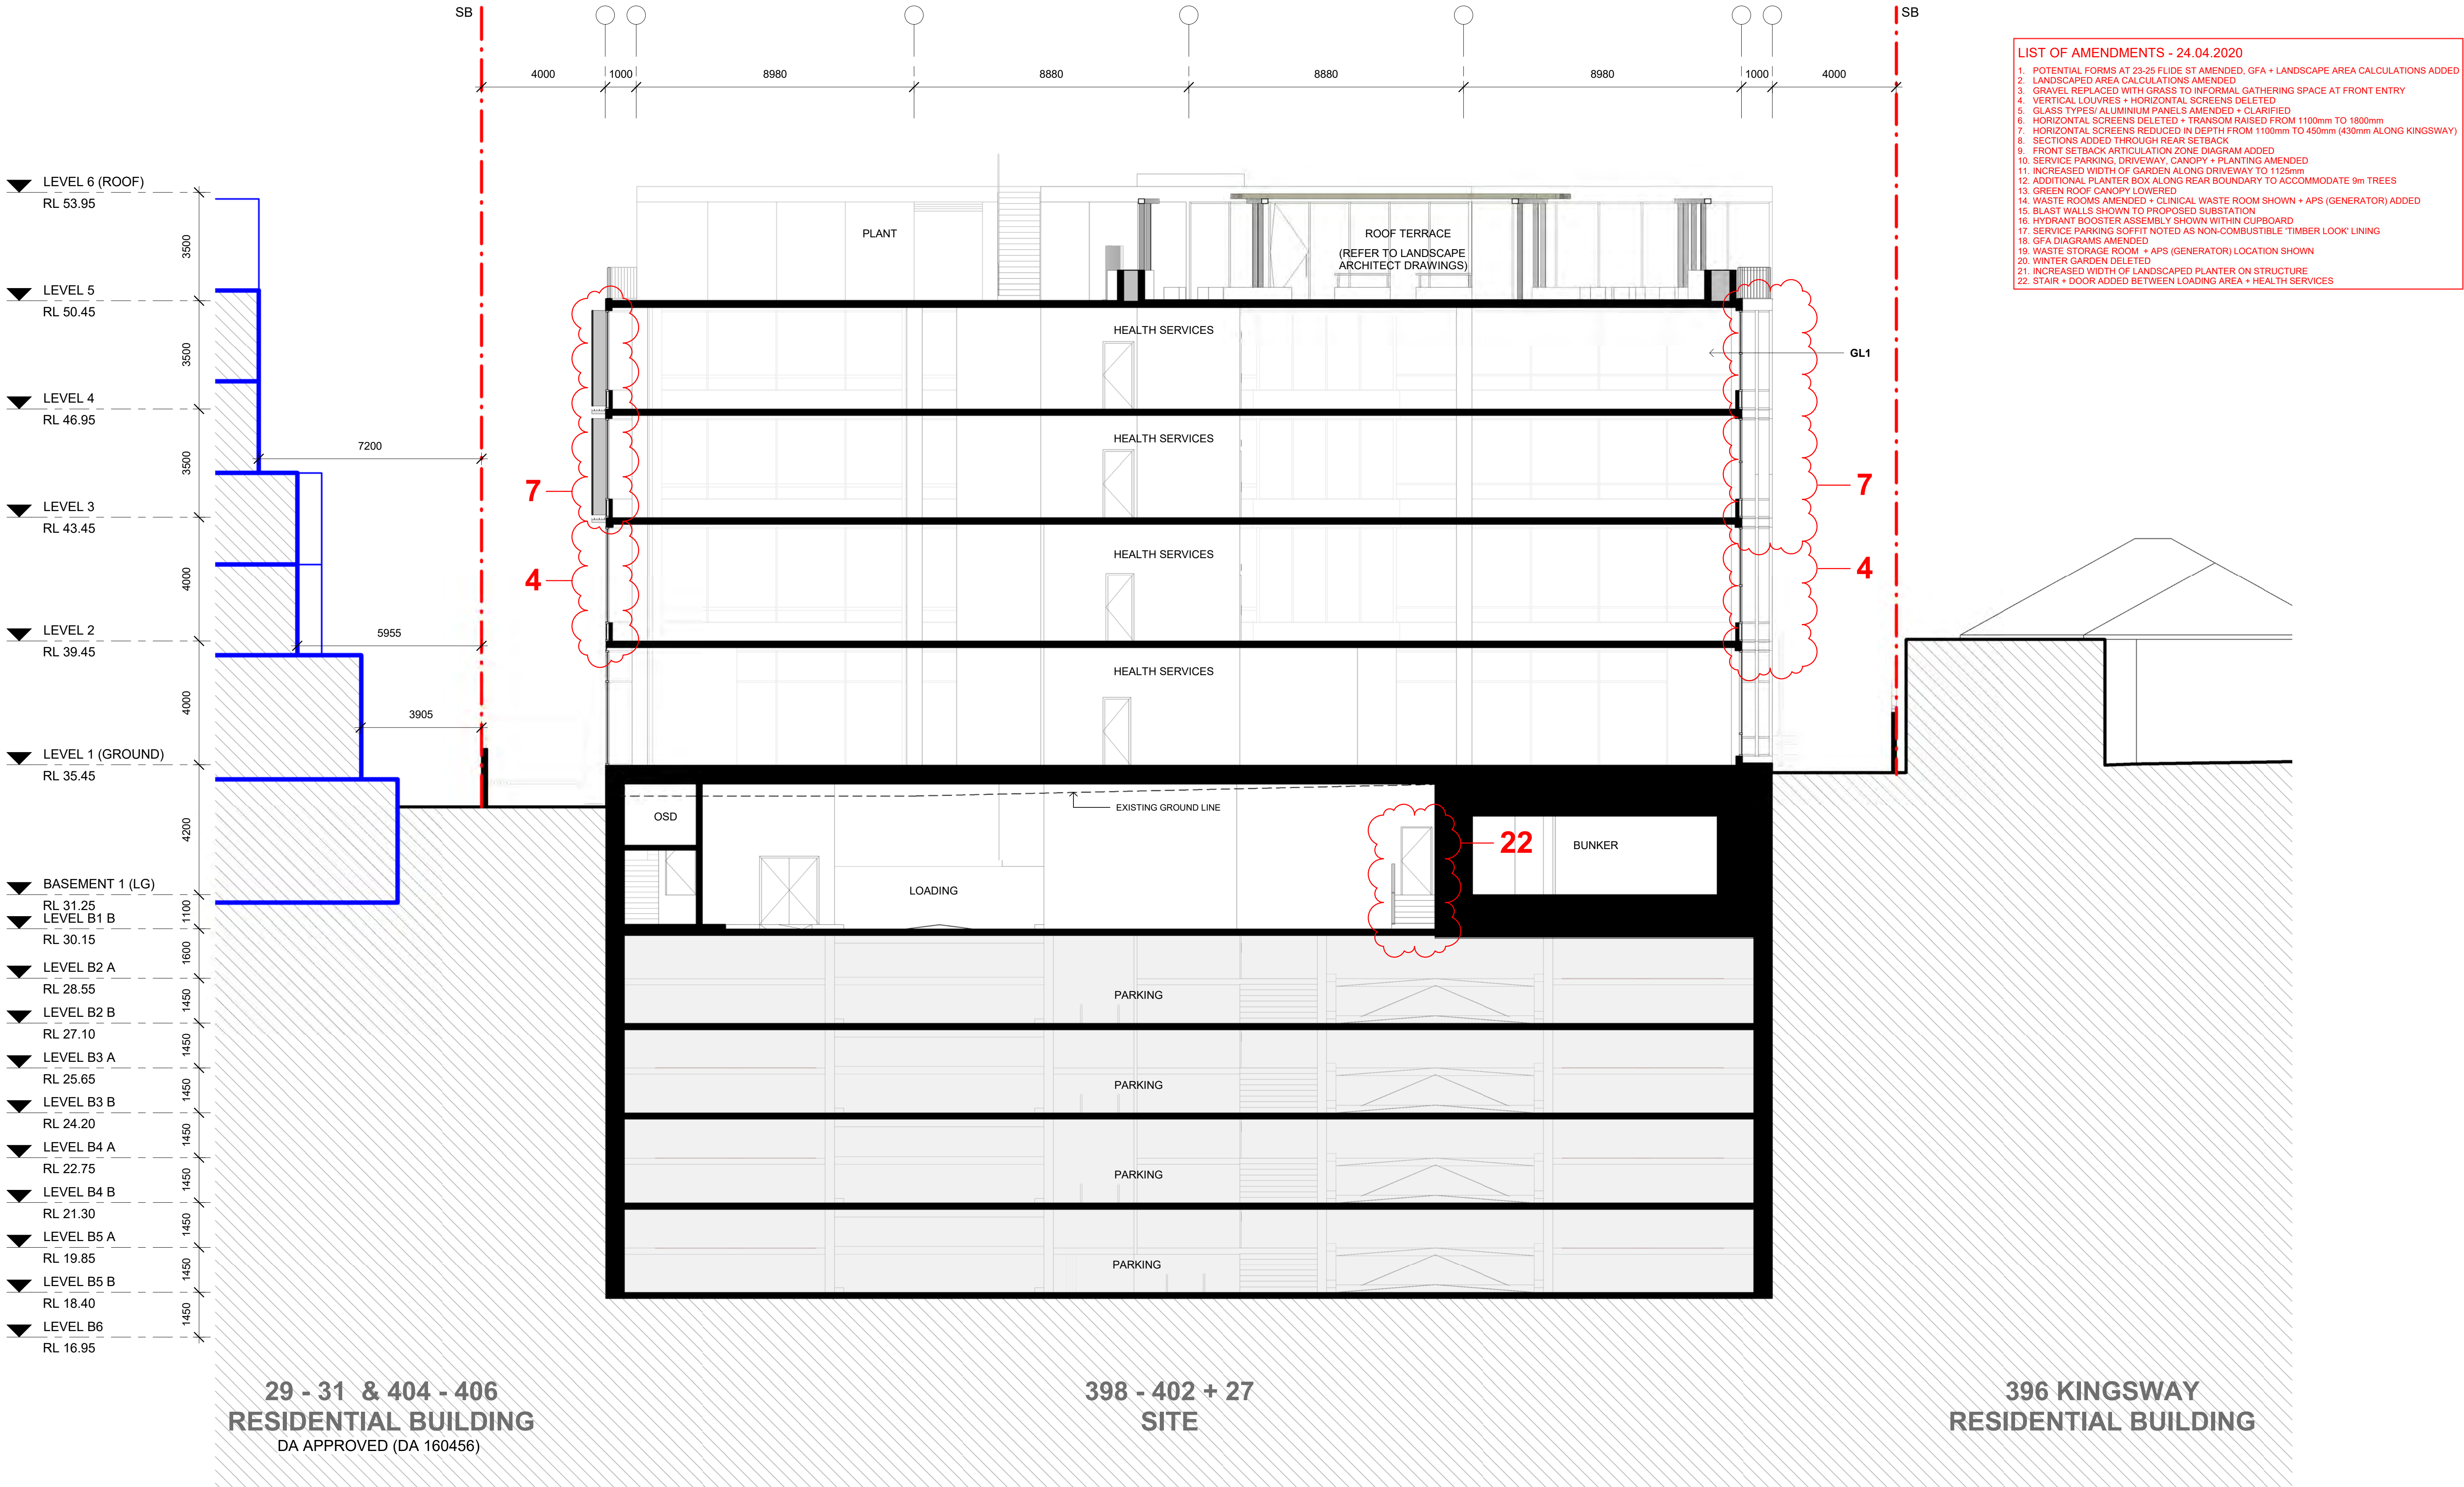 SB
SB
4000
1000
8980
8880
8880
8980
1000
4000
LIST OF AMENDMENTS - 24.04.2020
1. POTENTIAL FORMS AT 23-25 FLIDE ST AMENDED, GFA + LANDSCAPE AREA CALCULATIONS ADDED
2. LANDSCAPED AREA CALCULATIONS AMENDED
3. GRAVEL REPLACED WITH GRASS TO INFORMAL GATHERING SPACE AT FRONT ENTRY
4. VERTICAL LOUVRES + HORIZONTAL SCREENS DELETED
5. GLASS TYPES/ ALUMINIUM PANELS AMENDED + CLARIFIED
6. HORIZONTAL SCREENS DELETED + TRANSOM RAISED FROM 1100mm TO 1800mm
7. HORIZONTAL SCREENS REDUCED IN DEPTH FROM 1100mm TO 450mm (430mm ALONG KINGSWAY)
8. SECTIONS ADDED THROUGH REAR SETBACK
9. FRONT SETBACK ARTICULATION ZONE DIAGRAM ADDED
10. SERVICE PARKING, DRIVEWAY, CANOPY + PLANTING AMENDED
11. INCREASED WIDTH OF GARDEN ALONG DRIVEWAY TO 1125mm
12. ADDITIONAL PLANTER BOX ALONG REAR BOUNDARY TO ACCOMMODATE 9m TREES
13. GREEN ROOF CANOPY LOWERED
14. WASTE ROOMS AMENDED + CLINICAL WASTE ROOM SHOWN + APS (GENERATOR) ADDED
15. BLAST WALLS SHOWN TO PROPOSED SUBSTATION
16. HYDRANT BOOSTER ASSEMBLY SHOWN WITHIN CUPBOARD
17. SERVICE PARKING SOFFIT NOTED AS NON-COMBUSTIBLE 'TIMBER LOOK' LINING
18. GFA DIAGRAMS AMENDED
19. WASTE STORAGE ROOM + APS (GENERATOR) LOCATION SHOWN
20. WINTER GARDEN DELETED
21. INCREASED WIDTH OF LANDSCAPED PLANTER ON STRUCTURE
22. STAIR + DOOR ADDED BETWEEN LOADING AREA + HEALTH SERVICES
LEVEL 6 (ROOF)
RL 53.95
3500
LEVEL 5
RL 50.45
3500
LEVEL 4
RL 46.95
3500
LEVEL 3
RL 43.45
4000
LEVEL 2
RL 39.45
4000
LEVEL 1 (GROUND)
RL 35.45
4200
BASEMENT 1 (LG)
RL 31.25
1100
LEVEL B1 B
RL 30.15
1600
LEVEL B2 A
RL 28.55
1450
LEVEL B2 B
RL 27.10
1450
LEVEL B3 A
RL 25.65
1450
LEVEL B3 B
RL 24.20
1450
LEVEL B4 A
RL 22.75
1450
LEVEL B4 B
RL 21.30
1450
LEVEL B5 A
RL 19.85
1450
LEVEL B5 B
RL 18.40
1450
LEVEL B6
RL 16.95
7200
5955
3905
PLANT
ROOF TERRACE
(REFER TO LANDSCAPE
ARCHITECT DRAWINGS)
HEALTH SERVICES
GL1
HEALTH SERVICES
7
7
HEALTH SERVICES
4
4
HEALTH SERVICES
EXISTING GROUND LINE
OSD
22
BUNKER
LOADING
PARKING
PARKING
PARKING
PARKING
29 - 31 & 404 - 406
RESIDENTIAL BUILDING
DA APPROVED (DA 160456)
398 - 402 + 27
SITE
396 KINGSWAY
RESIDENTIAL BUILDING